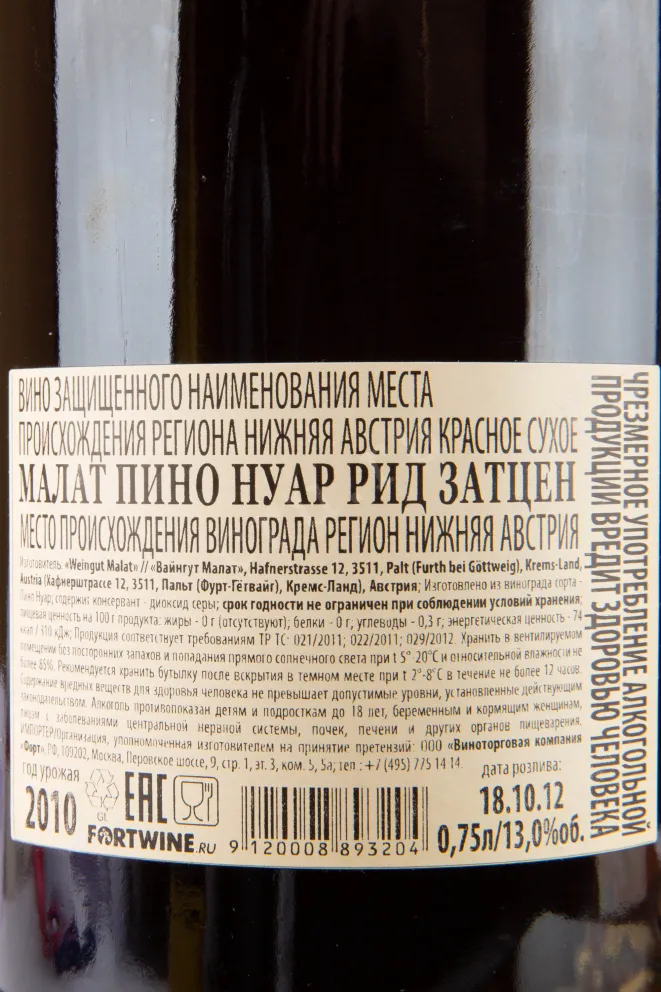 ВИНО ЗАЩИЩЕННОГО НАИМЕНОВАНИЯ МЕСТА
ПРОИСХОЖДЕНИЯ РЕГИОНА НИЖНЯЯ АВСТРИЯ КРАСНОЕ СУХОЕ
МАЛАТ ПИНО НУАР РИД ЗАТЦЕН
МЕСТО ПРОИСХОЖДЕНИЯ ВИНОГРАДА РЕГИОН НИЖНЯЯ АВСТРИЯ
Изготовитель «Weingut Malat» // «Вайнгут Малат», Hafnerstrasse 12, 3511, Palt (Furth bei Göttweig), Krems-Land,
Austria (Хафнерштрассе 12, 3511, Пальт (Фурт-Гётвайг), Кремс-Ланд), Австрия; Изготовлено из винограда сорта -
Пино Нуар; содержит консервант - диоксид серы; срок годности не ограничен при соблюдении условий хранения;
пищевая ценность на 100 г продукта: жиры - 0 г (отсутствуют); белки - 0 г; углеводы - 0,3 г; энергетическая ценность - 74
ккал / 310 кДж; Продукция соответствует требованиям ТР ТС: 021/2011; 022/2011; 029/2012. Хранить в вентилируемом
помещении без посторонних запахов и попадания прямого солнечного света при t 5°-20°C и относительной влажности не
более 85%. Рекомендуется хранить бутылку после вскрытия в темном месте при t 2°-8°C в течение не более 12 часов.
Содержание вредных веществ для здоровья человека не превышает допустимые уровни, установленные действующим
законодательством. Алкоголь противопоказан детям и подросткам до 18 лет, беременным и кормящим женщинам,
лицам с заболеваниями центральной нервной системы, почек, печени и других органов пищеварения.
ИМПОРТЕР/организация, уполномоченная изготовителем на принятие претензий: ООО «Виноторговая компания
«Форт», РФ, 109202, Москва, Перовское шоссе, 9, стр. 1, эт. 3, ком. 5, 5а; тел.: +7 (495) 775 14 14.
год урожая
2010
GL
EAC
FORTWINE.RU
9 120008 893204
дата розлива:
18.10.12
0,75л/13,0%об.
ЧРЕЗМЕРНОЕ УПОТРЕБЛЕНИЕ АЛКОГОЛЬНОЙ
ПРОДУКЦИИ ВРЕДИТ ЗДОРОВЬЮ ЧЕЛОВЕКА